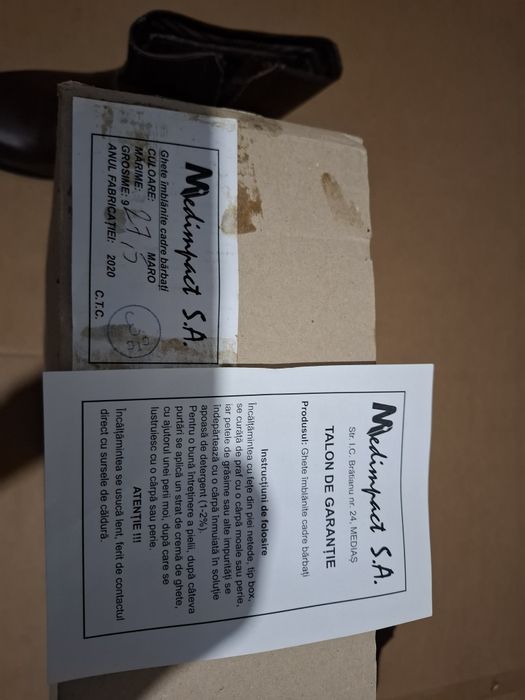 Medimpact S.A.
Ghete îmblănite cadre bărbați
CULOARE: MARO
MĂRIME: 27,5
GROSIME: 9
ANUL FABRICAȚIEI: 2020
C.T.C.
Medimpact S.A.
Str. I.C. Brătianu nr. 24, MEDIAȘ
TALON DE GARANȚIE
Produsul: Ghete îmblănite cadre bărbați
Instrucțiuni de folosire
Încălțămintea cu fețe din piei netede, tip box,
se curăță de praf cu o cârpă moale sau perie,
iar petele de grăsime sau alte impurități se
îndepărtează cu o cârpă înmuiată în soluție
apoasă de detergent (1-2%).
Pentru o bună întreținere a pielii, după câteva
purtări se aplică un strat de cremă de ghete,
cu ajutorul unei perii moi, după care se
lustruiesc cu o cârpă sau perie.
ATENȚIE !!!
Încălțămintea se usucă lent, ferit de contactul
direct cu sursele de căldură.